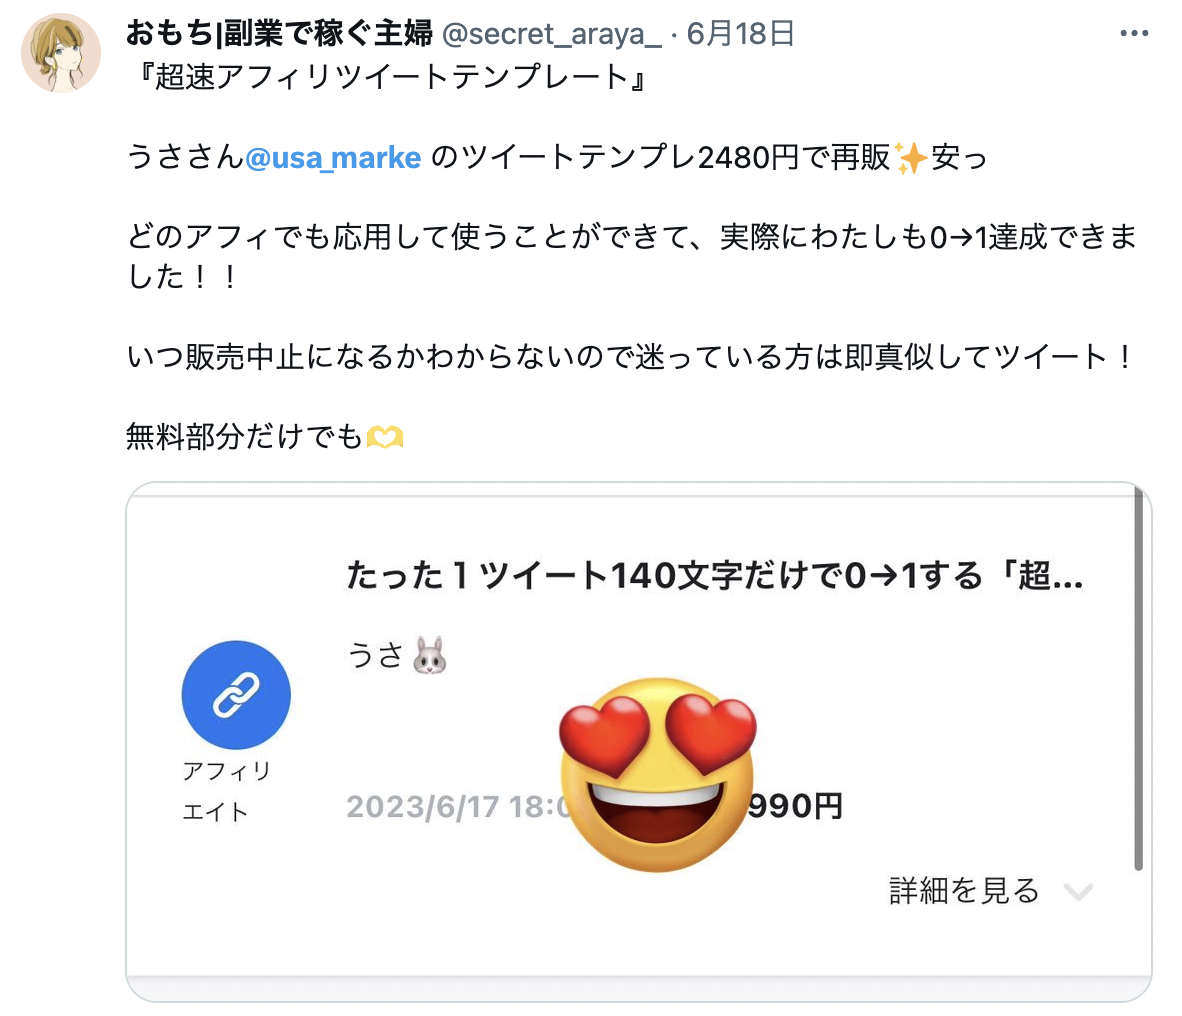 おもち|副業で稼ぐ主婦 @secret_araya_ · 6月18日
『超速アフィリツイートテンプレート』
うささん@usa_marke のツイートテンプレ2480円で再販✨安っ
どのアフィでも応用して使うことができて、実際にわたしも0→1達成できま
した！！
いつ販売中止になるかわからないので迷っている方は即真似してツイート！
無料部分だけでも🫶
たった１ツイート140文字だけで0→1する「超...
うさ🐰
アフィリ
エイト
2023/6/17 18:0 990円
詳細を見る